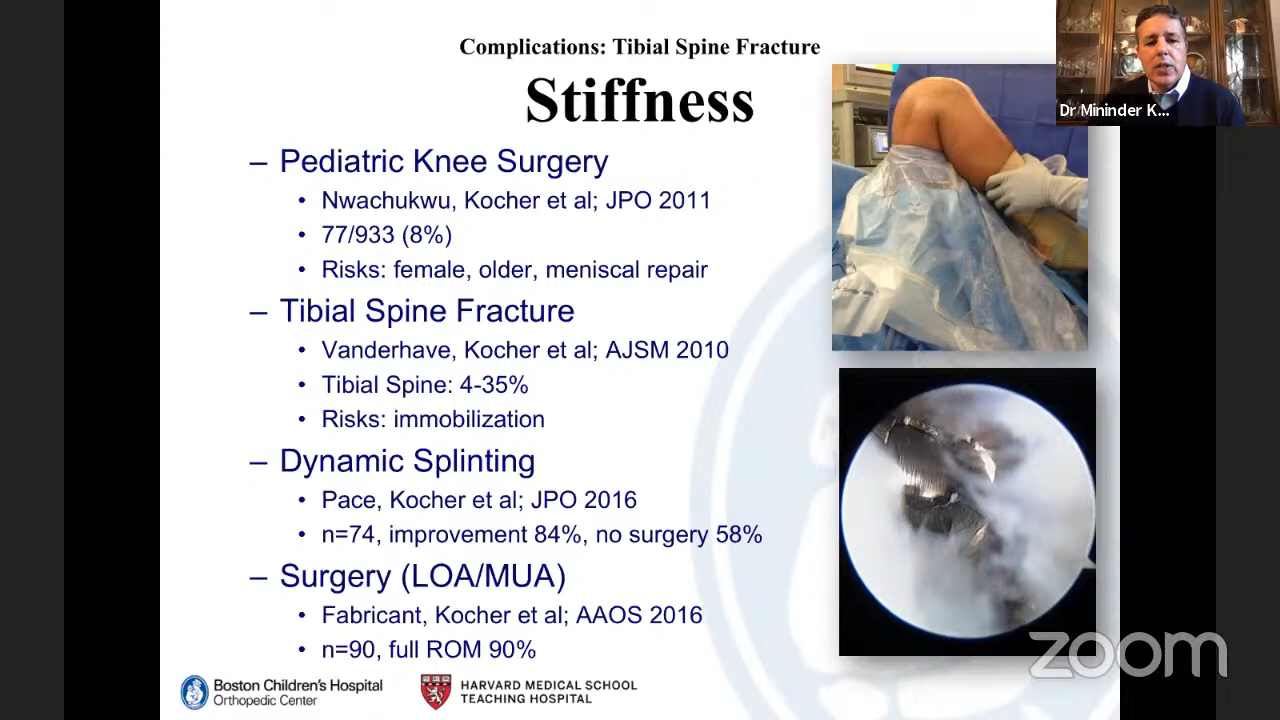 Complications: Tibial Spine Fracture
Stiffness
– Pediatric Knee Surgery
• Nwachukwu, Kocher et al; JPO 2011
• 77/933 (8%)
• Risks: female, older, meniscal repair
– Tibial Spine Fracture
• Vanderhave, Kocher et al; AJSM 2010
• Tibial Spine: 4-35%
• Risks: immobilization
– Dynamic Splinting
• Pace, Kocher et al; JPO 2016
• n=74, improvement 84%, no surgery 58%
– Surgery (LOA/MUA)
• Fabricant, Kocher et al; AAOS 2016
• n=90, full ROM 90%
Boston Children's Hospital
Orthopedic Center
HARVARD MEDICAL SCHOOL
TEACHING HOSPITAL
Dr Mininder K...
zoom